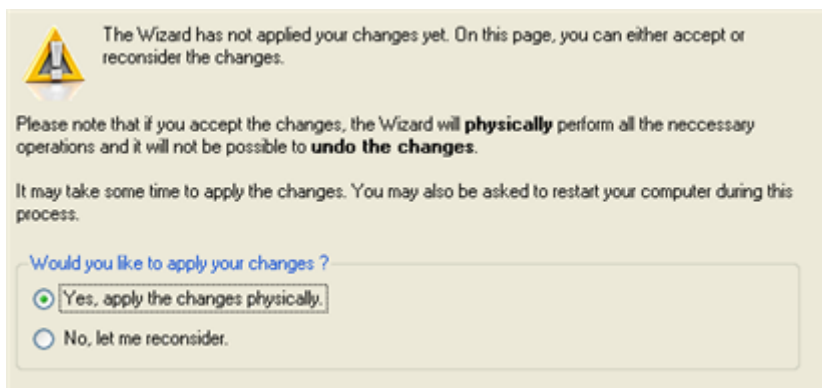 The Wizard has not applied your changes yet. On this page, you can either accept or
reconsider the changes.
Please note that if you accept the changes, the Wizard will physically perform all the neccessary
operations and it will not be possible to undo the changes.
It may take some time to apply the changes. You may also be asked to restart your computer during this
process.
Would you like to apply your changes ?
Yes, apply the changes physically.
No, let me reconsider.